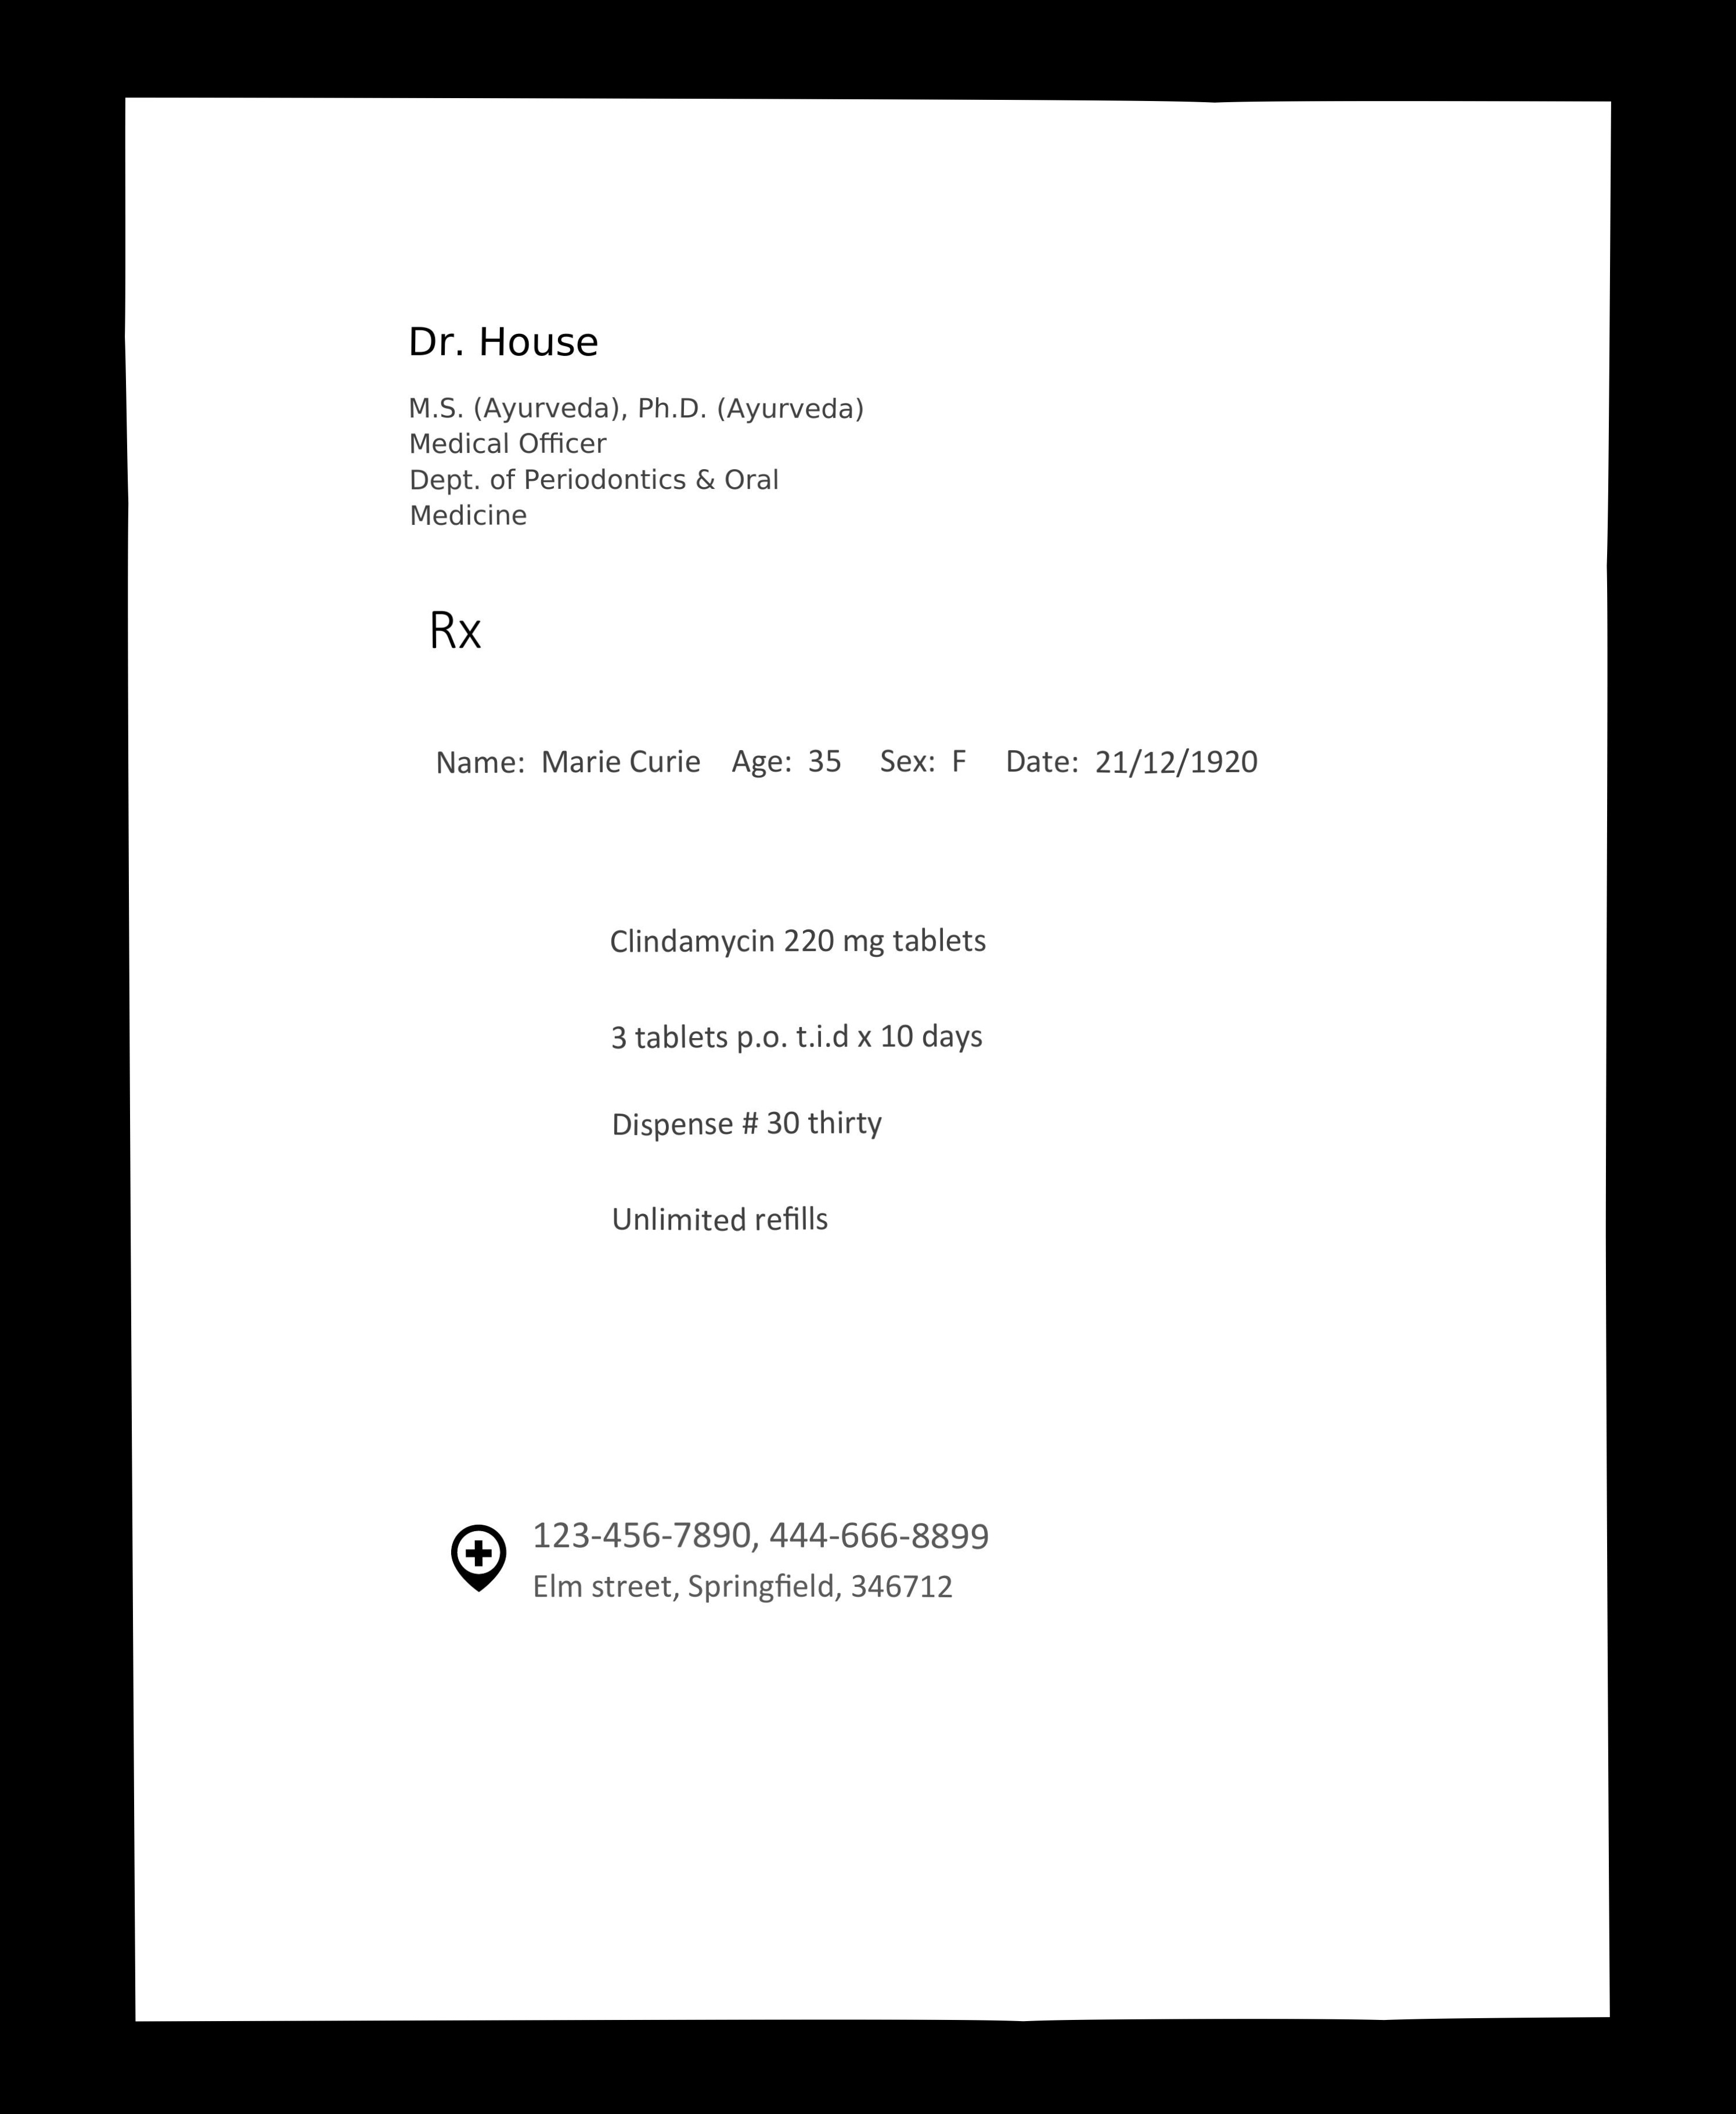 Dr. House
M.S. (Ayurveda), Ph.D. (Ayurveda)
Medical Officer
Dept. of Periodontics & Oral
Medicine
Rx
Name: Marie Curie Age: 35 Sex: F Date: 21/12/1920
Clindamycin 220 mg tablets
3 tablets p.o. t.i.d x 10 days
Dispense # 30 thirty
Unlimited refills
123-456-7890, 444-666-8899
Elm street, Springfield, 346712